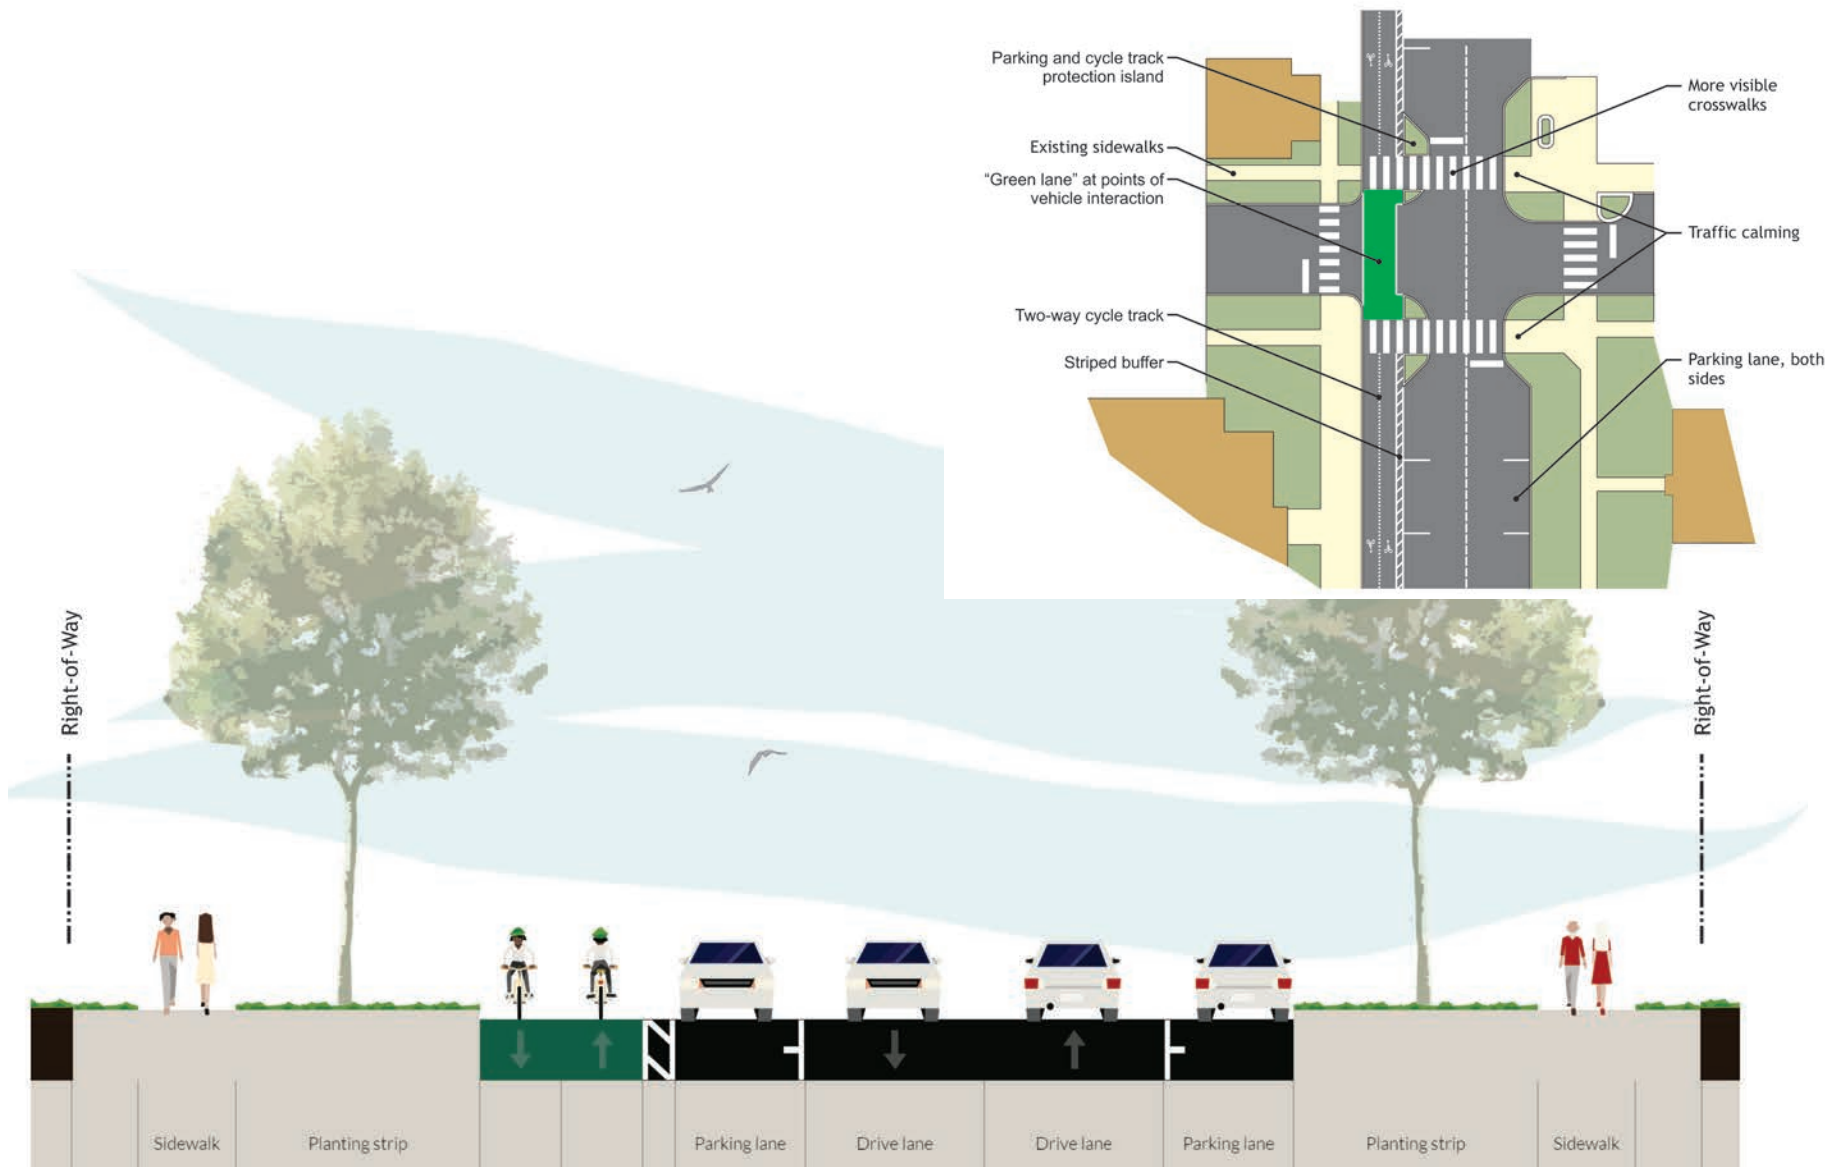 Parking and cycle track
protection island
Existing sidewalks
“Green lane” at points of
vehicle interaction
Two-way cycle track
Striped buffer
More visible
crosswalks
Traffic calming
Parking lane, both
sides
Right-of-Way
Right-of-Way
Sidewalk
Planting strip
Parking lane
Drive lane
Drive lane
Parking lane
Planting strip
Sidewalk